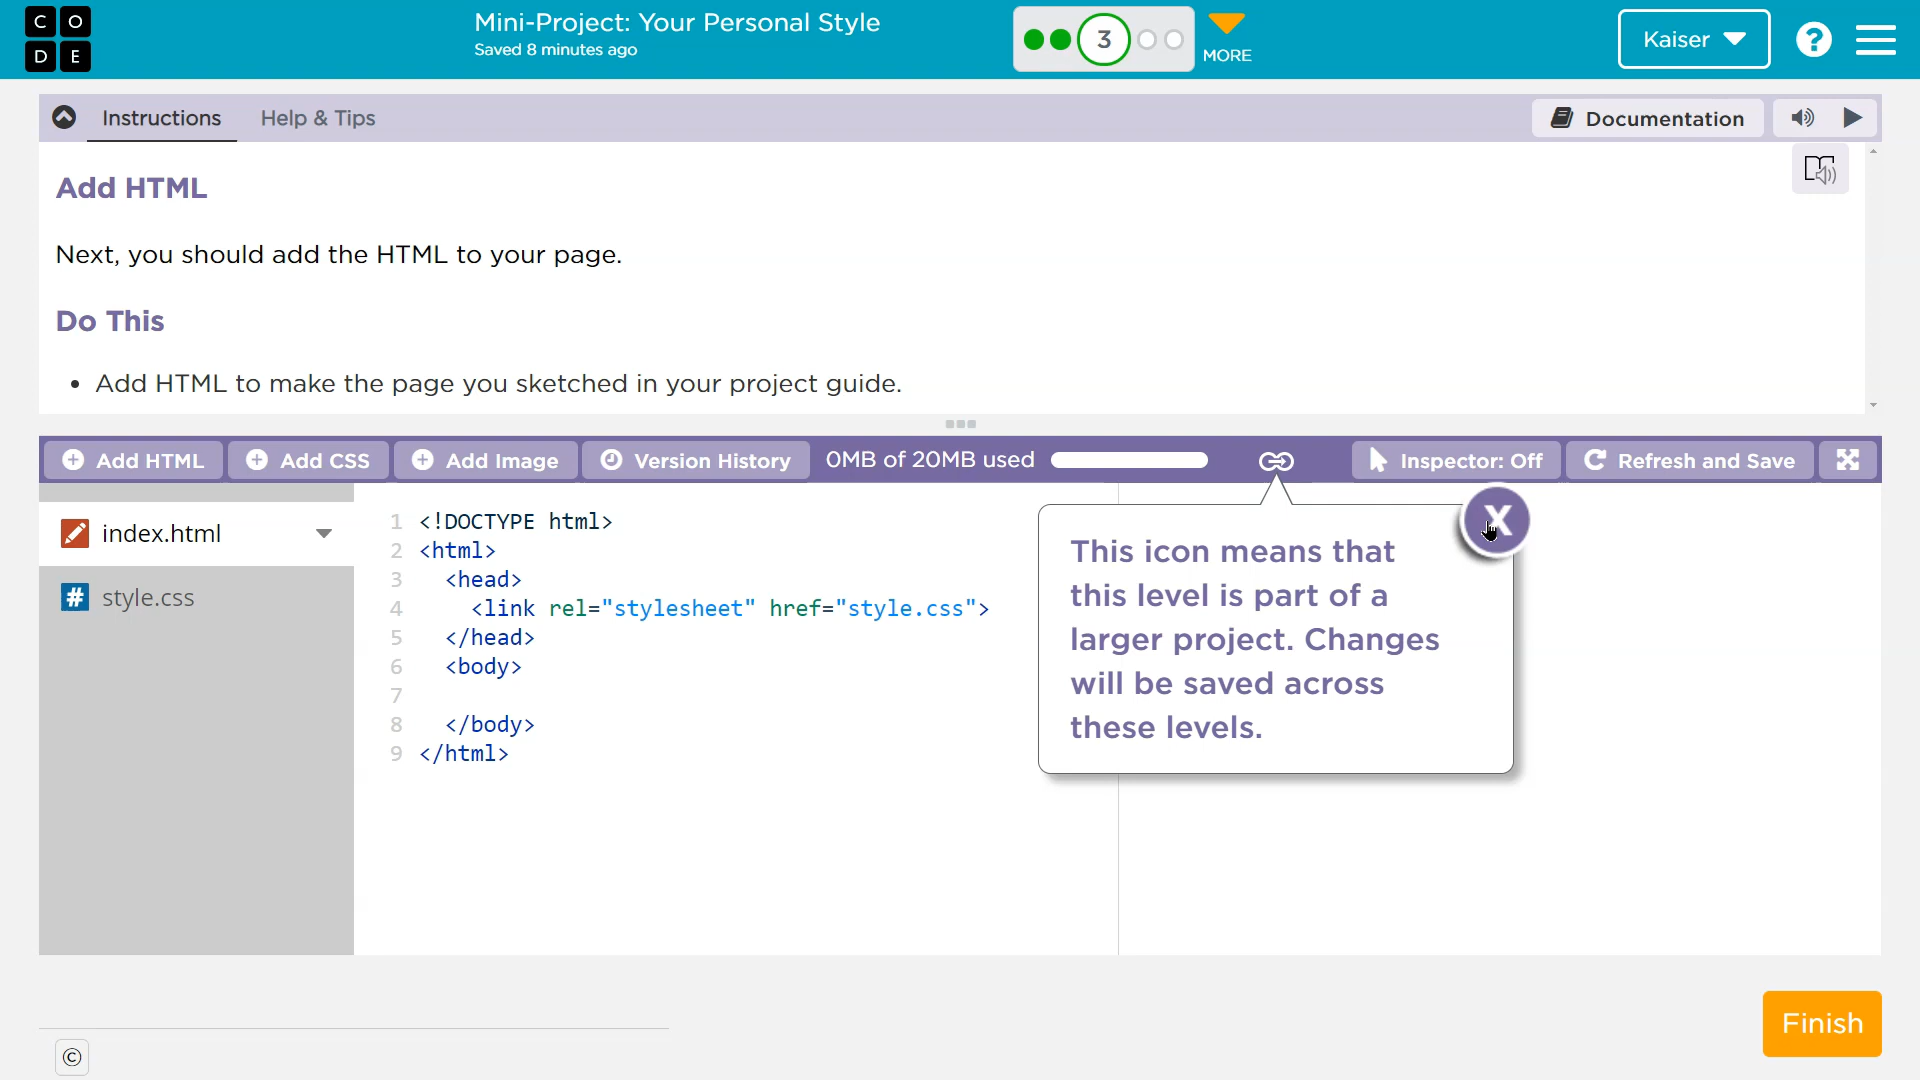 C O
D E
Mini-Project: Your Personal Style
Saved 8 minutes ago
3
MORE
Kaiser
?
Instructions
Help & Tips
Documentation
Add HTML
Next, you should add the HTML to your page.
Do This
• Add HTML to make the page you sketched in your project guide.
Add HTML
Add CSS
Add Image
Version History
0MB of 20MB used
Inspector: Off
Refresh and Save
index.html
# style.css
1 <!DOCTYPE html>
2 <html>
3 <head>
4 <link rel="stylesheet" href="style.css">
5 </head>
6 <body>
7
8 </body>
9 </html>
X
This icon means that
this level is part of a
larger project. Changes
will be saved across
these levels.
Finish
©